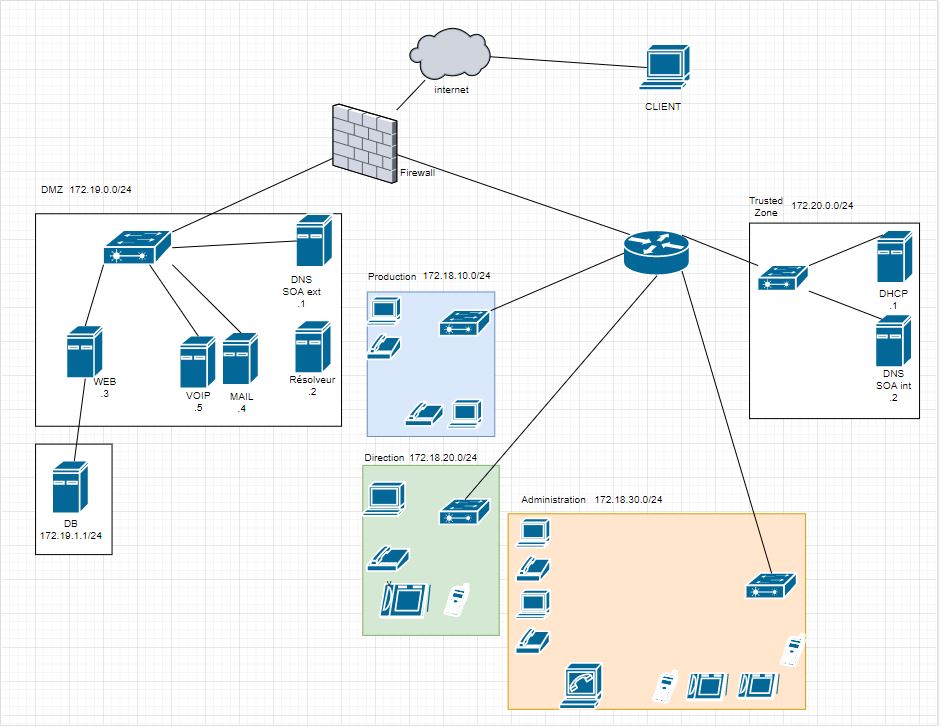 internet
CLIENT
Firewall
DMZ 172.19.0.0/24
Trusted
Zone
172.20.0.0/24
DNS
SOA ext
.1
Production 172.18.10.0/24
DHCP
.1
WEB
.3
VOIP
.5
MAIL
.4
Résolveur
.2
DNS
SOA int
.2
Direction 172.18.20.0/24
DB
172.19.1.1/24
Administration 172.18.30.0/24